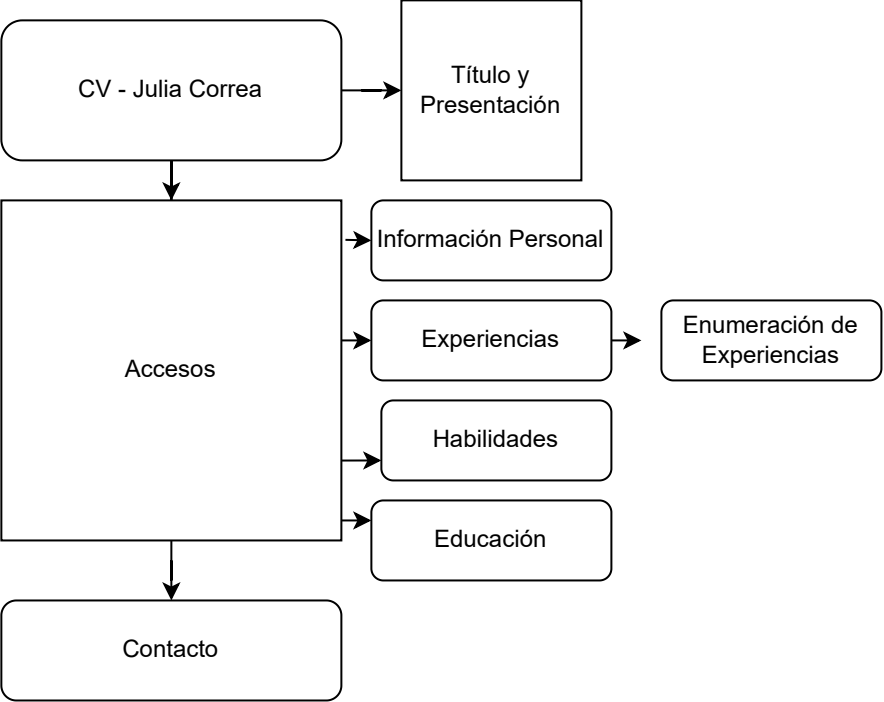 CV - Julia Correa
Título y
Presentación
Accesos
Información Personal
Experiencias
Enumeración de
Experiencias
Habilidades
Educación
Contacto